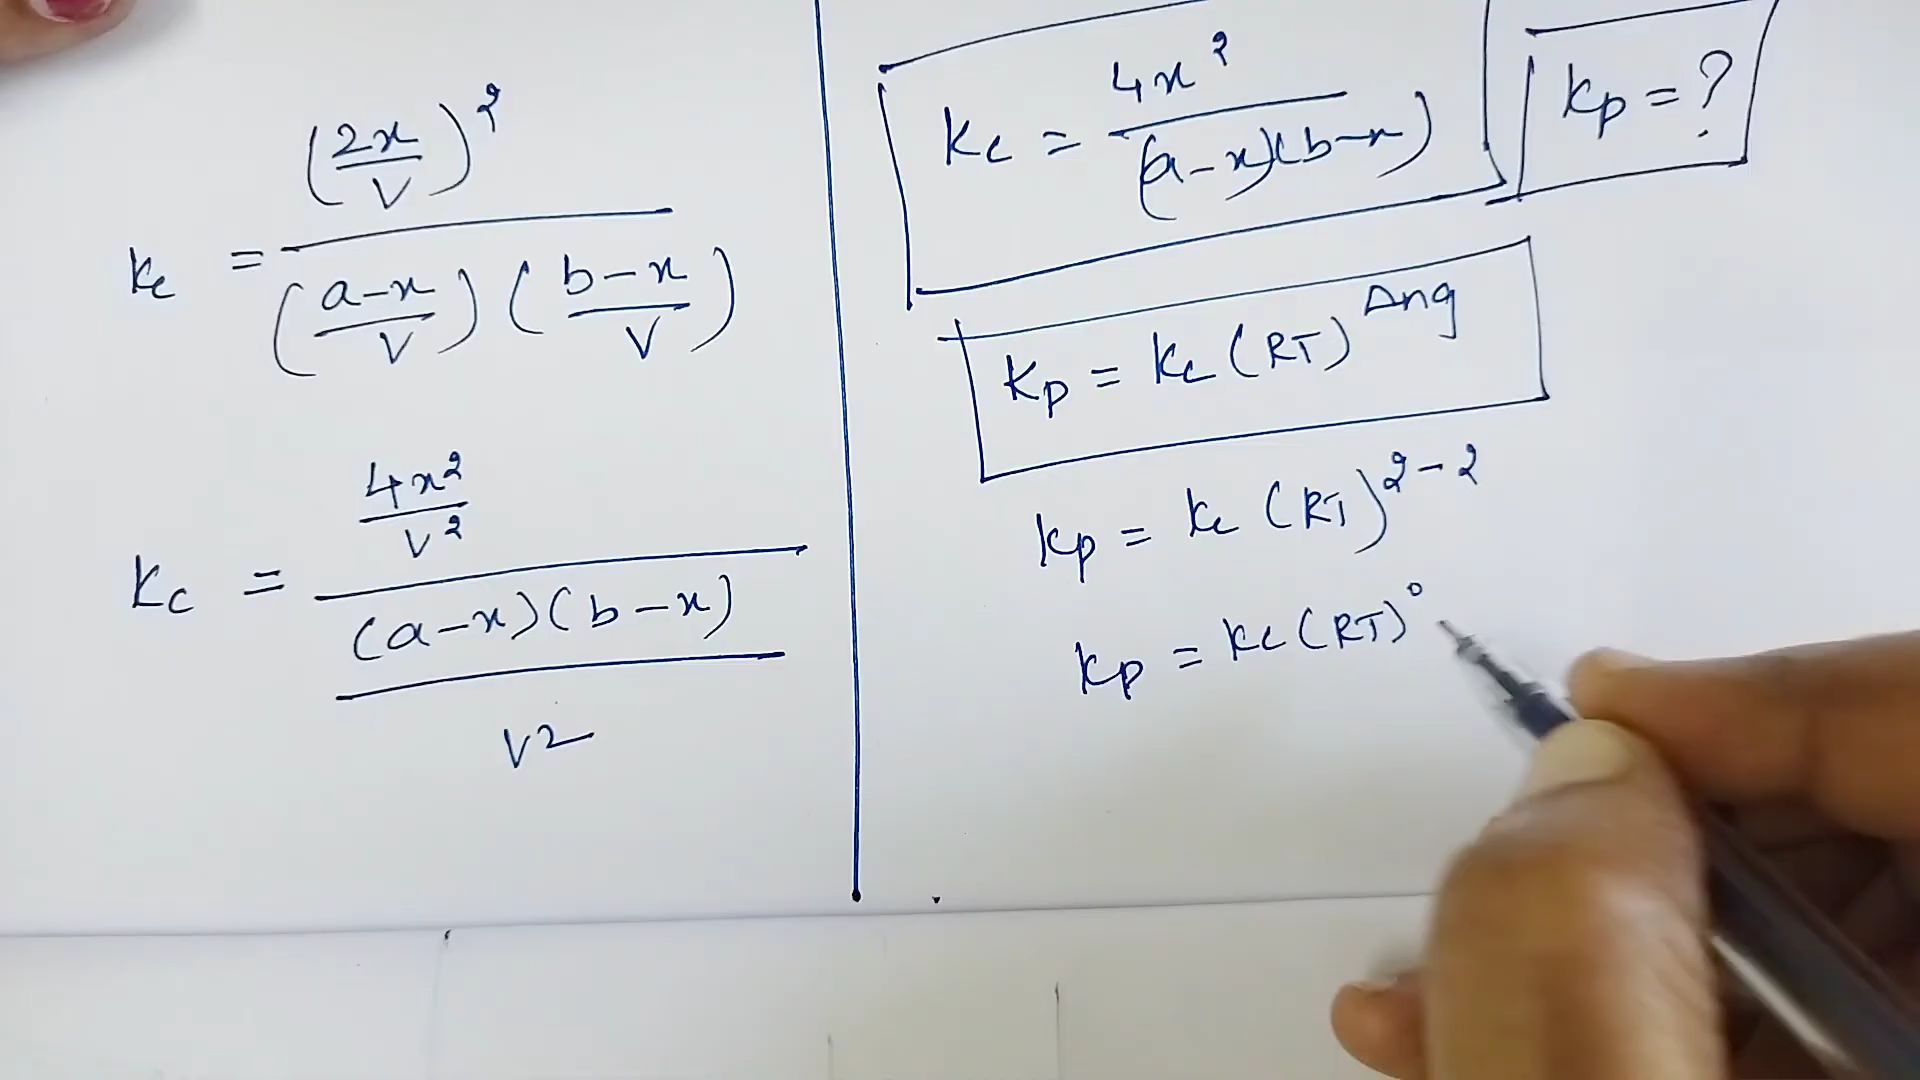 kc = (2x/V)² / ((a-x)/V) ((b-x)/V)
Kc = (4x²/V²) / ((a-x)(b-x) / V2)
Kc = 4x² / (a-x)(b-x)
kp = ?
Kp = Kc (RT)^Δng
kp = kc (RT)^2-2
kp = kc (RT)^0